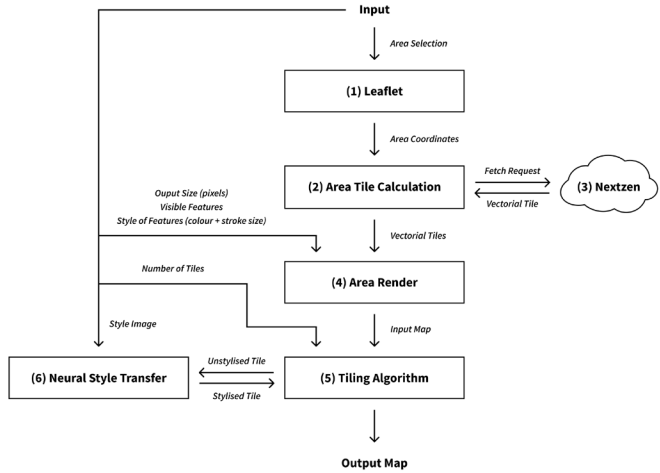 Input
Area Selection
(1) Leaflet
Area Coordinates
(2) Area Tile Calculation
Fetch Request
(3) Nextzen
Vectorial Tile
Ouput Size (pixels)
Visible Features
Style of Features (colour + stroke size)
Vectorial Tiles
Number of Tiles
(4) Area Render
Style Image
Input Map
Unstylised Tile
(6) Neural Style Transfer
(5) Tiling Algorithm
Stylised Tile
Output Map